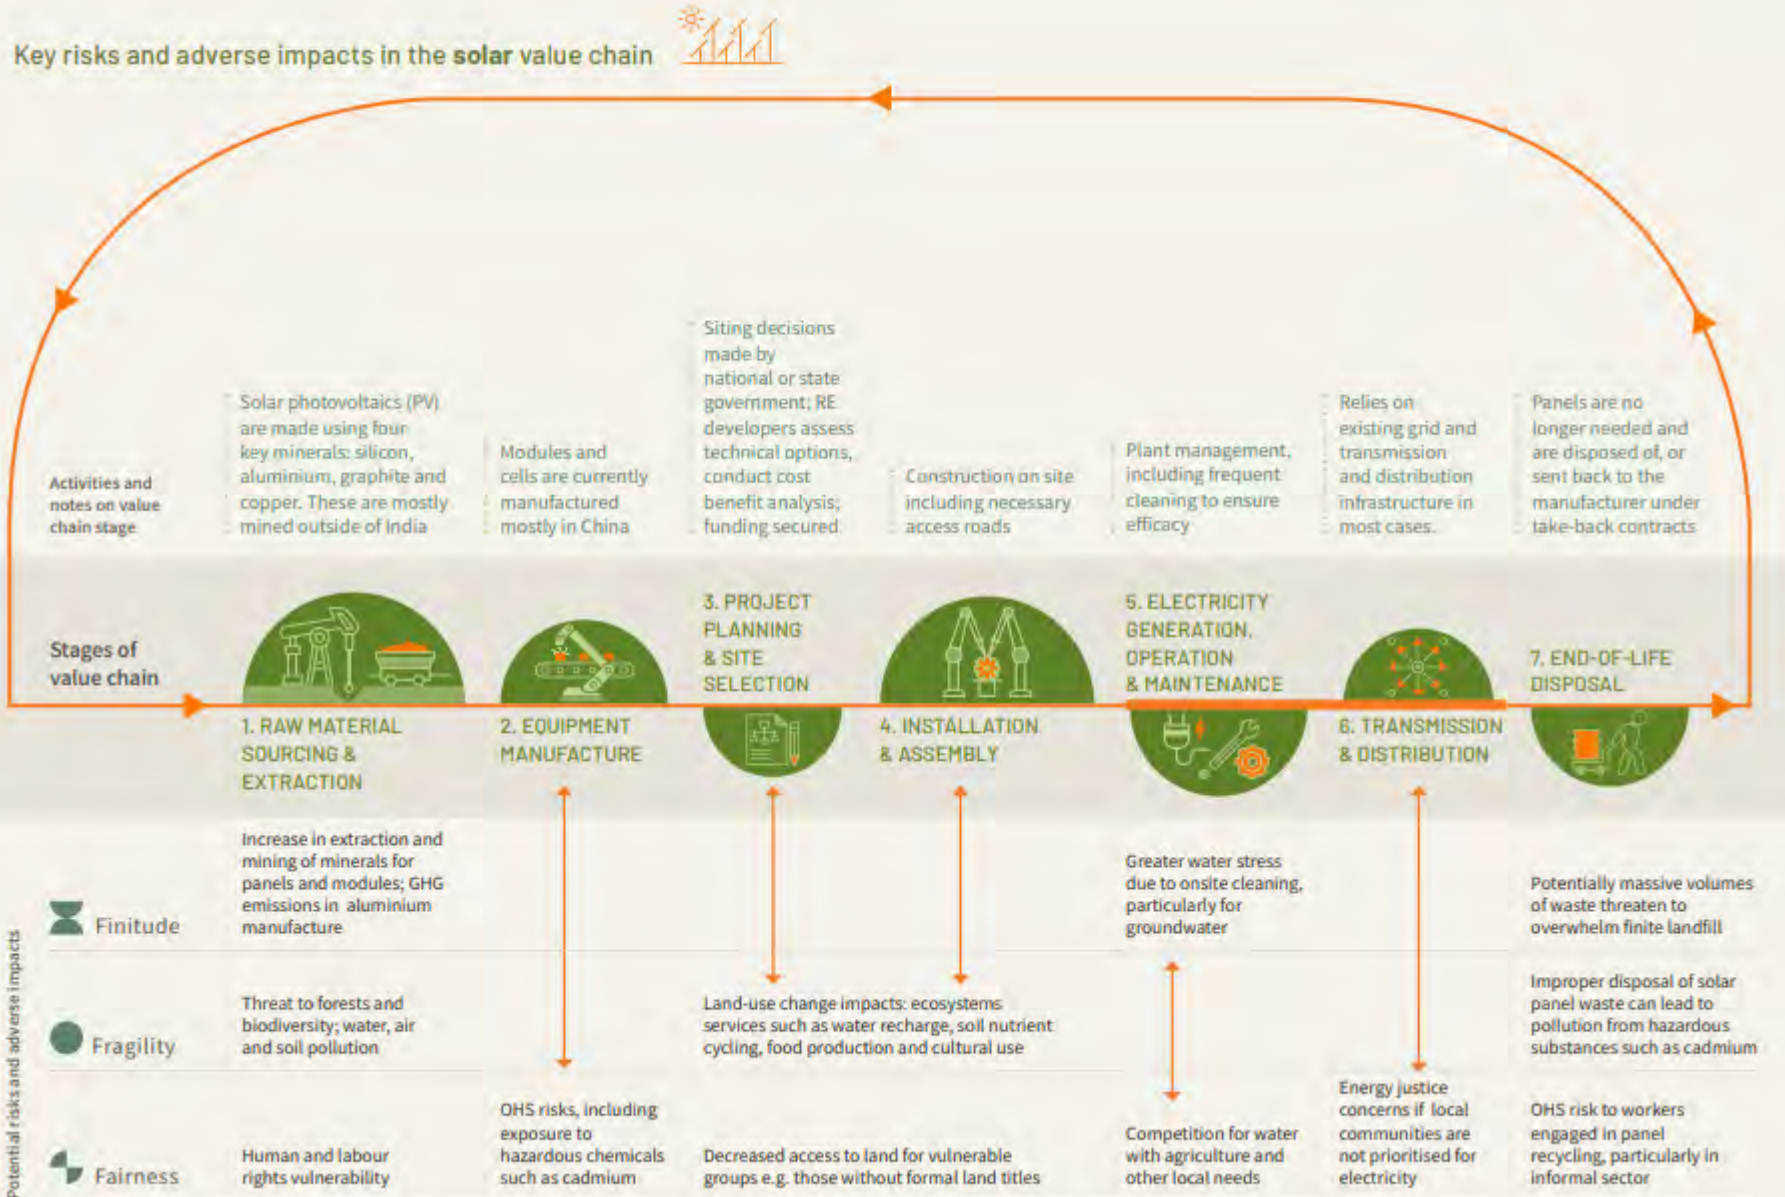 Key risks and adverse impacts in the solar value chain
Activities and
notes on value
chain stage
Solar photovoltaics (PV)
are made using four
key minerals: silicon,
aluminium, graphite and
copper. These are mostly
mined outside of India
Modules and
cells are currently
manufactured
mostly in China
Siting decisions
made by
national or state
government; RE
developers assess
technical options,
conduct cost
benefit analysis;
funding secured
Construction on site
including necessary
access roads
Plant management,
including frequent
cleaning to ensure
efficacy
Relies on
existing grid and
transmission
and distribution
infrastructure in
most cases.
Panels are no
longer needed and
are disposed of, or
sent back to the
manufacturer under
take-back contracts
Stages of
value chain
1. RAW MATERIAL
SOURCING &
EXTRACTION
2. EQUIPMENT
MANUFACTURE
3. PROJECT
PLANNING
& SITE
SELECTION
4. INSTALLATION
& ASSEMBLY
5. ELECTRICITY
GENERATION,
OPERATION
& MAINTENANCE
6. TRANSMISSION
& DISTRIBUTION
7. END-OF-LIFE
DISPOSAL
Potential risks and adverse impacts
Finitude
Increase in extraction and
mining of minerals for
panels and modules; GHG
emissions in aluminium
manufacture
Greater water stress
due to onsite cleaning,
particularly for
groundwater
Potentially massive volumes
of waste threaten to
overwhelm finite landfill
Fragility
Threat to forests and
biodiversity; water, air
and soil pollution
Land-use change impacts: ecosystems
services such as water recharge, soil nutrient
cycling, food production and cultural use
Improper disposal of solar
panel waste can lead to
pollution from hazardous
substances such as cadmium
Fairness
Human and labour
rights vulnerability
OHS risks, including
exposure to
hazardous chemicals
such as cadmium
Decreased access to land for vulnerable
groups e.g. those without formal land titles
Competition for water
with agriculture and
other local needs
Energy justice
concerns if local
communities are
not prioritised for
electricity
OHS risk to workers
engaged in panel
recycling, particularly in
informal sector